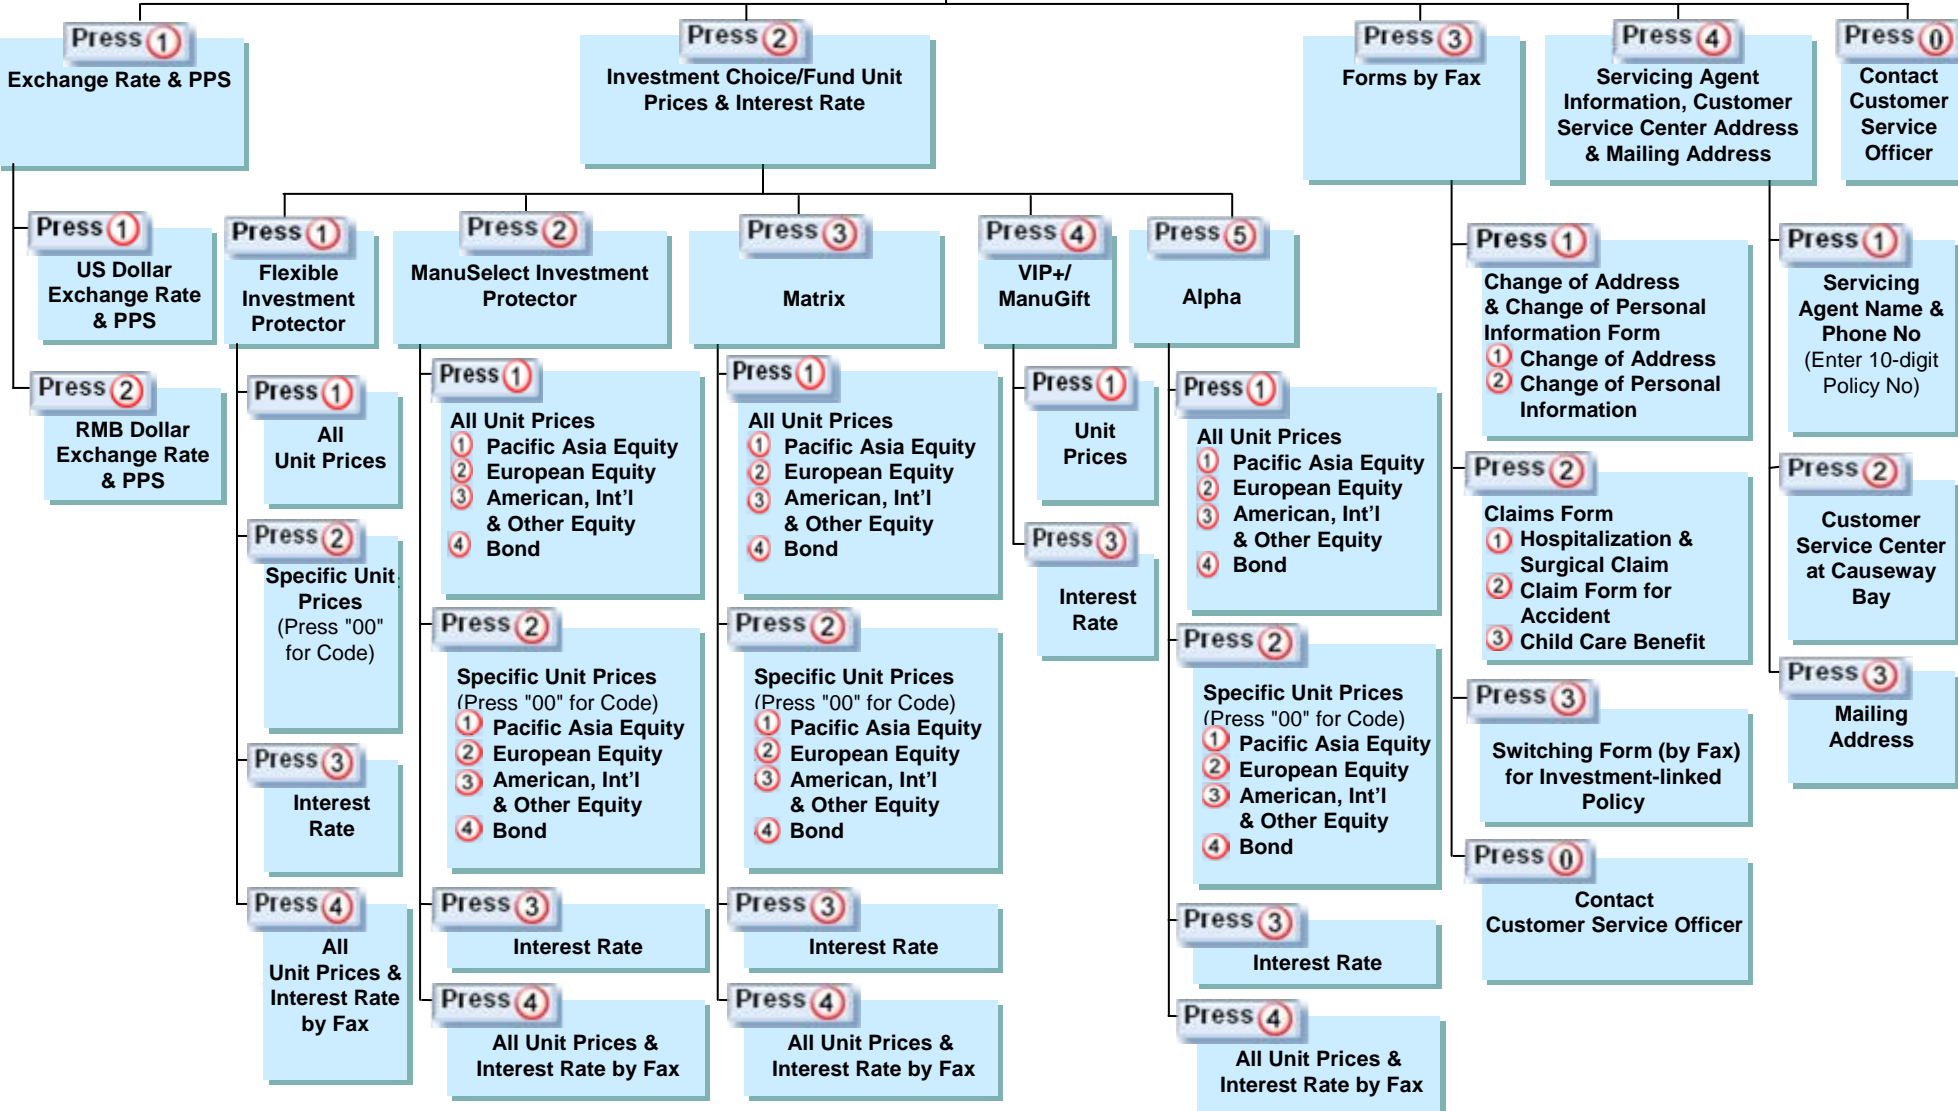 Press 1
Exchange Rate & PPS
Press 1
US Dollar
Exchange Rate
& PPS
Press 2
RMB Dollar
Exchange Rate
& PPS
Press 2
Investment Choice/Fund Unit
Prices & Interest Rate
Press 1
Flexible
Investment
Protector
Press 1
All
Unit Prices
Press 2
Specific Unit
Prices
(Press "00"
for Code)
Press 3
Interest
Rate
Press 4
All
Unit Prices &
Interest Rate
by Fax
Press 2
ManuSelect Investment
Protector
Press 1
All Unit Prices
1 Pacific Asia Equity
2 European Equity
3 American, Int'l
& Other Equity
4 Bond
Press 2
Specific Unit Prices
(Press "00" for Code)
1 Pacific Asia Equity
2 European Equity
3 American, Int'l
& Other Equity
4 Bond
Press 3
Interest Rate
Press 4
All Unit Prices &
Interest Rate by Fax
Press 3
Matrix
Press 1
All Unit Prices
1 Pacific Asia Equity
2 European Equity
3 American, Int'l
& Other Equity
4 Bond
Press 2
Specific Unit Prices
(Press "00" for Code)
1 Pacific Asia Equity
2 European Equity
3 American, Int'l
& Other Equity
4 Bond
Press 3
Interest Rate
Press 4
All Unit Prices &
Interest Rate by Fax
Press 4
VIP+/
ManuGift
Press 1
Unit
Prices
Press 3
Interest
Rate
Press 5
Alpha
Press 1
All Unit Prices
1 Pacific Asia Equity
2 European Equity
3 American, Int'l
& Other Equity
4 Bond
Press 2
Specific Unit Prices
(Press "00" for Code)
1 Pacific Asia Equity
2 European Equity
3 American, Int'l
& Other Equity
4 Bond
Press 3
Interest Rate
Press 4
All Unit Prices &
Interest Rate by Fax
Press 3
Forms by Fax
Press 1
Change of Address
& Change of Personal
Information Form
1 Change of Address
2 Change of Personal
Information
Press 2
Claims Form
1 Hospitalization &
Surgical Claim
2 Claim Form for
Accident
3 Child Care Benefit
Press 3
Switching Form (by Fax)
for Investment-linked
Policy
Press 0
Contact
Customer Service Officer
Press 4
Servicing Agent
Information, Customer
Service Center Address
& Mailing Address
Press 1
Servicing
Agent Name &
Phone No
(Enter 10-digit
Policy No)
Press 2
Customer
Service Center
at Causeway
Bay
Press 3
Mailing
Address
Press 0
Contact
Customer
Service
Officer